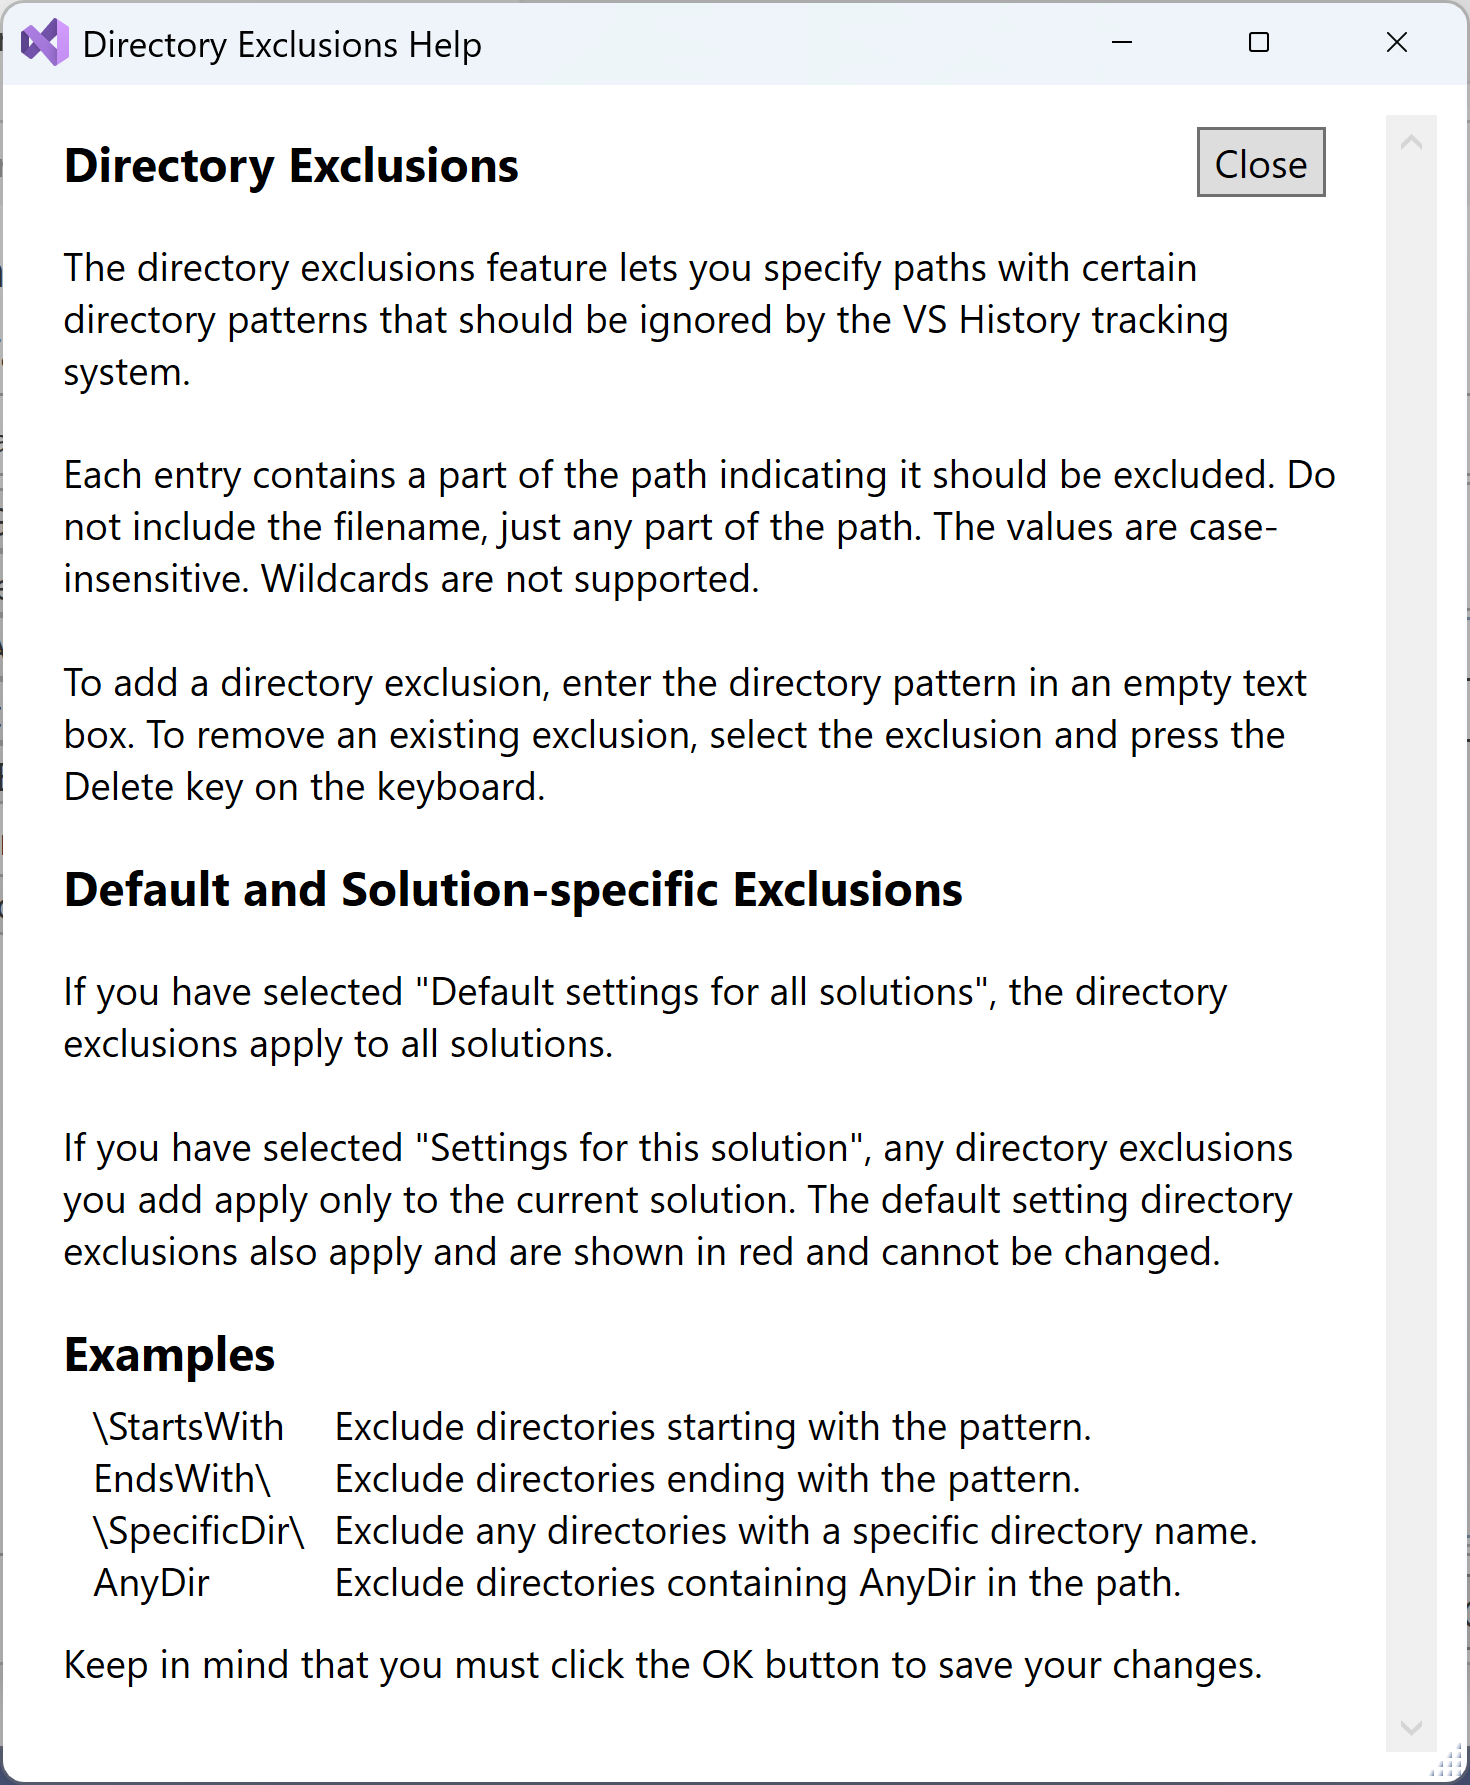 Directory Exclusions Help
Directory Exclusions
Close
The directory exclusions feature lets you specify paths with certain
directory patterns that should be ignored by the VS History tracking
system.
Each entry contains a part of the path indicating it should be excluded. Do
not include the filename, just any part of the path. The values are case-
insensitive. Wildcards are not supported.
To add a directory exclusion, enter the directory pattern in an empty text
box. To remove an existing exclusion, select the exclusion and press the
Delete key on the keyboard.
Default and Solution-specific Exclusions
If you have selected "Default settings for all solutions", the directory
exclusions apply to all solutions.
If you have selected "Settings for this solution", any directory exclusions
you add apply only to the current solution. The default setting directory
exclusions also apply and are shown in red and cannot be changed.
Examples
\StartsWith Exclude directories starting with the pattern.
EndsWith\ Exclude directories ending with the pattern.
\SpecificDir\ Exclude any directories with a specific directory name.
AnyDir Exclude directories containing AnyDir in the path.
Keep in mind that you must click the OK button to save your changes.